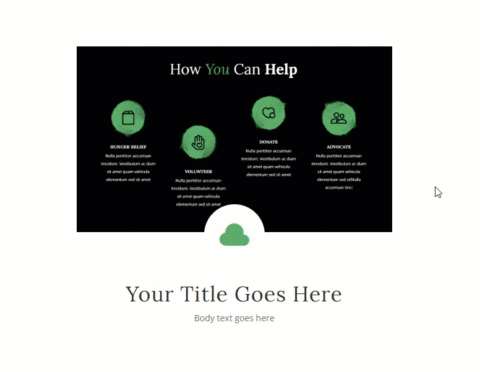 How You Can Help
HUNGER RELIEF
Nulla porttitor accumsan
tincidunt. Vestibulum ac diam
sit amet quam vehicula
elementum sed sit amet
VOLUNTEER
Nulla porttitor accumsan
tincidunt. Vestibulum ac diam
sit amet quam vehicula
elementum sed sit amet
DONATE
Nulla porttitor accumsan
tincidunt. Vestibulum ac diam
sit amet quam vehicula
elementum sed sit amet
ADVOCATE
Nulla porttitor accumsan
tincidunt. Vestibulum ac diam
sit amet quam vehicula
elementum sed
accumsan
Your Title Goes Here
Body text goes here